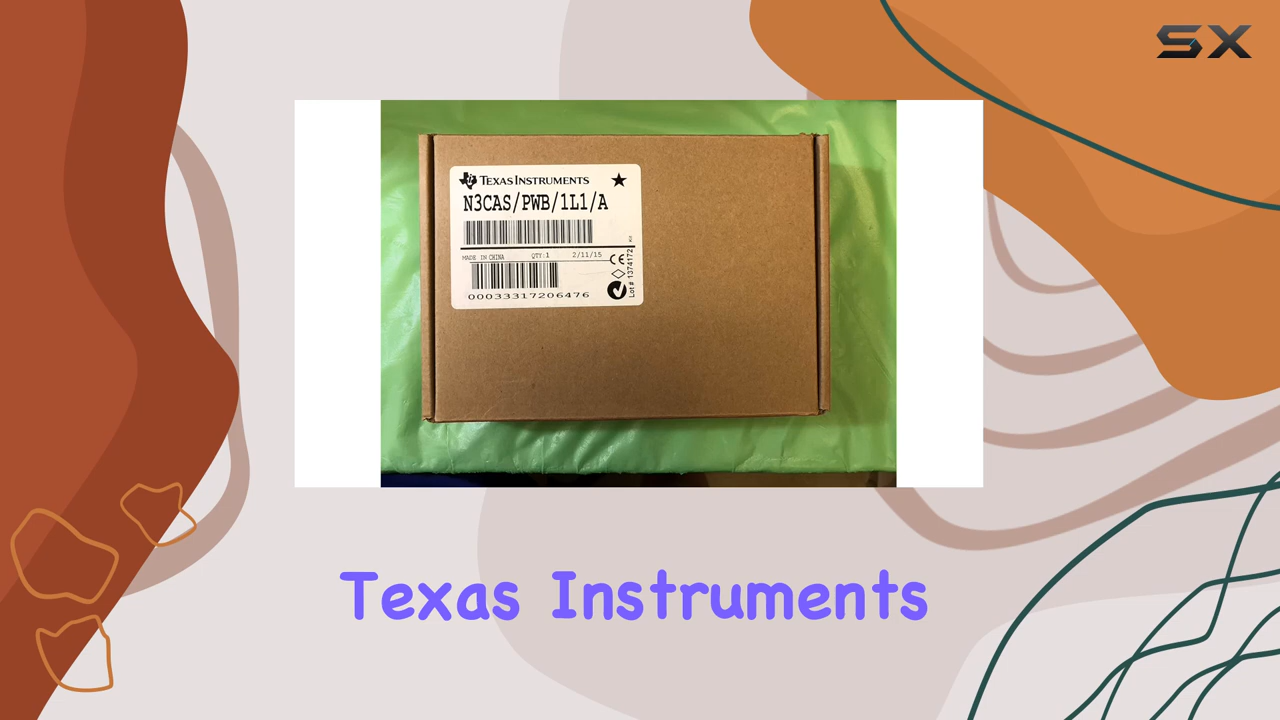 SX
TEXAS INSTRUMENTS
N3CAS/PWB/1L1/A
MADE IN CHINA QTY:1 2/11/15
Lot # 1374172
00033317206476
Texas Instruments